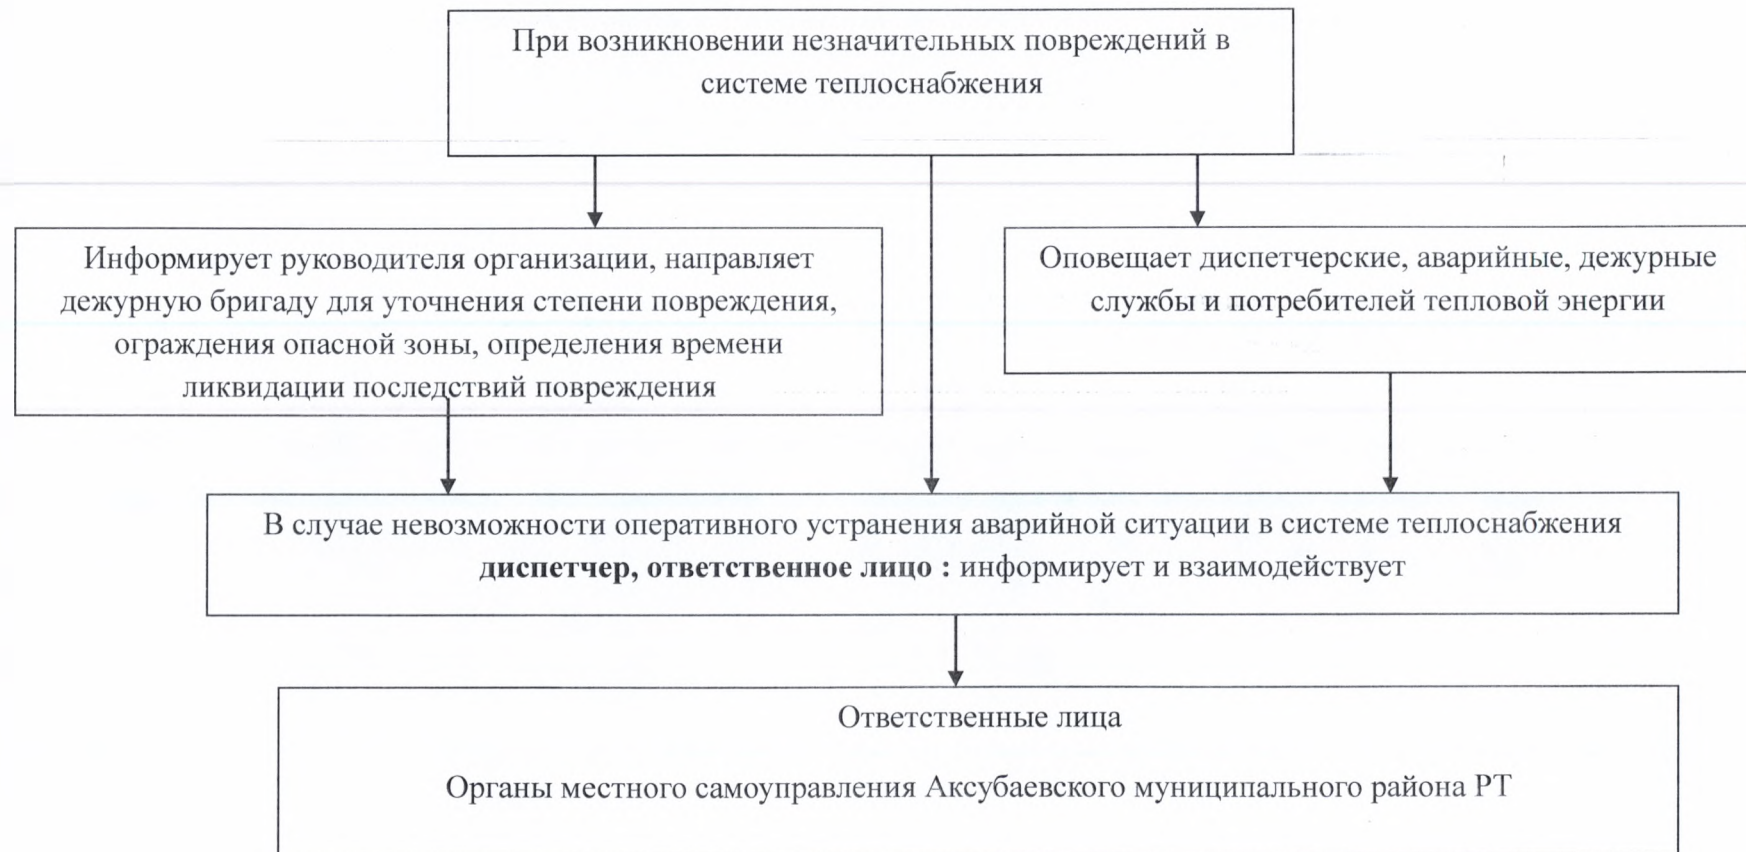 При возникновении незначительных повреждений в
системе теплоснабжения
Информирует руководителя организации, направляет
дежурную бригаду для уточнения степени повреждения,
ограждения опасной зоны, определения времени
ликвидации последствий повреждения
Оповещает диспетчерские, аварийные, дежурные
службы и потребителей тепловой энергии
В случае невозможности оперативного устранения аварийной ситуации в системе теплоснабжения
диспетчер, ответственное лицо : информирует и взаимодействует
Ответственные лица
Органы местного самоуправления Аксубаевского муниципального района РТ